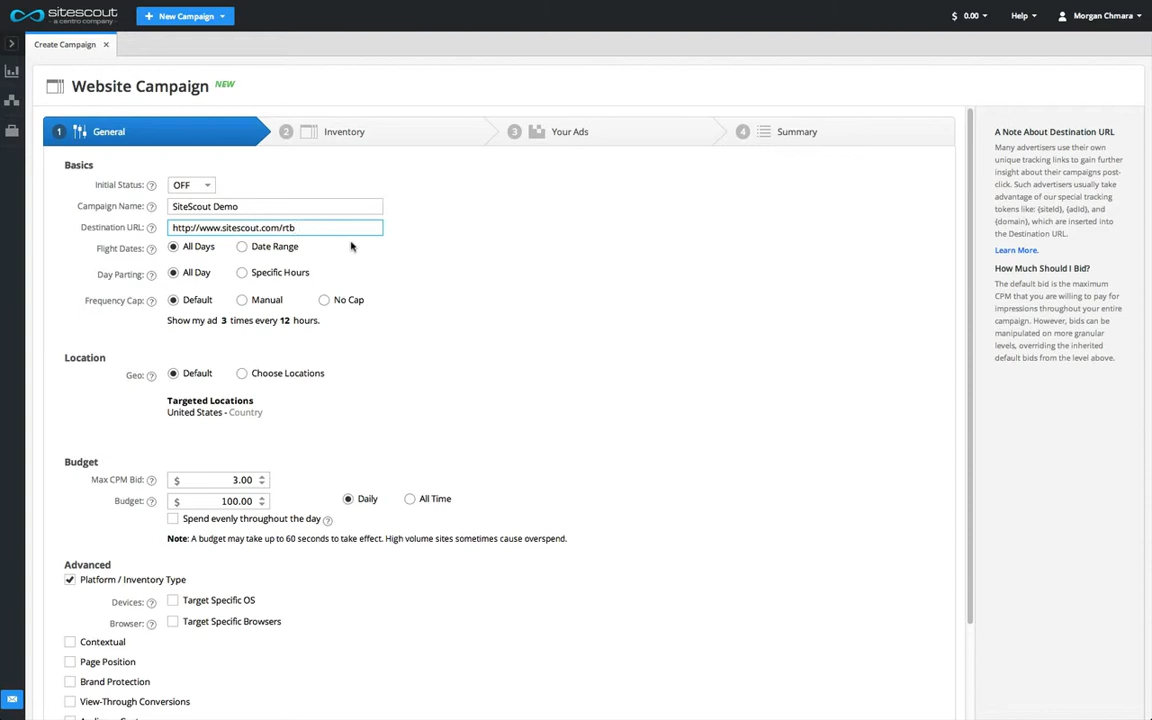 sitescout
a centro company
New Campaign
$ 0.00
Help
Morgan Chmara
Create Campaign ×
Website Campaign NEW
1 General
2 Inventory
3 Your Ads
4 Summary
Basics
Initial Status: ? OFF
Campaign Name: ? SiteScout Demo
Destination URL: ? http://www.sitescout.com/rtb
Flight Dates: ? All Days Date Range
Day Parting: ? All Day Specific Hours
Frequency Cap: ? Default Manual No Cap
Show my ad 3 times every 12 hours.
Location
Geo: ? Default Choose Locations
Targeted Locations
United States - Country
Budget
Max CPM Bid: ? $ 3.00
Budget: ? $ 100.00 Daily All Time
Spend evenly throughout the day ?
Note: A budget may take up to 60 seconds to take effect. High volume sites sometimes cause overspend.
Advanced
Platform / Inventory Type
Devices: ? Target Specific OS
Browser: ? Target Specific Browsers
Contextual
Page Position
Brand Protection
View-Through Conversions
A Note About Destination URL
Many advertisers use their own
unique tracking links to gain further
insight about their campaigns post-
click. Such advertisers usually take
advantage of our special tracking
tokens like: {siteId}, {adId}, and
{domain}, which are inserted into
the Destination URL.
Learn More.
How Much Should I Bid?
The default bid is the maximum
CPM that you are willing to pay for
impressions throughout your entire
campaign. However, bids can be
manipulated on more granular
levels, overriding the inherited
default bids from the level above.